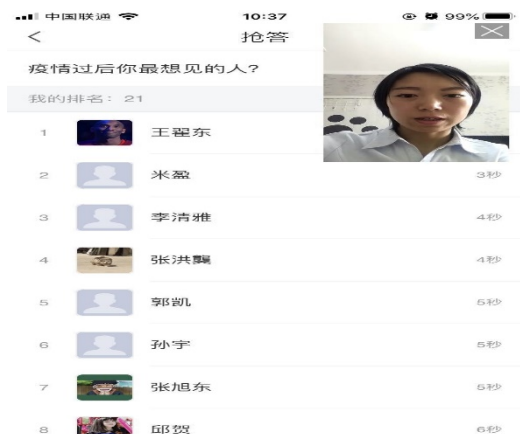 中国联通 10:37 99%
抢答
疫情过后你最想见的人？
我的排名：21
1 王翟东
2 米盈 3秒
3 李清雅 4秒
4 张洪 4秒
5 郭凯 5秒
6 孙宇 5秒
7 张旭东 5秒
8 邱贺 6秒